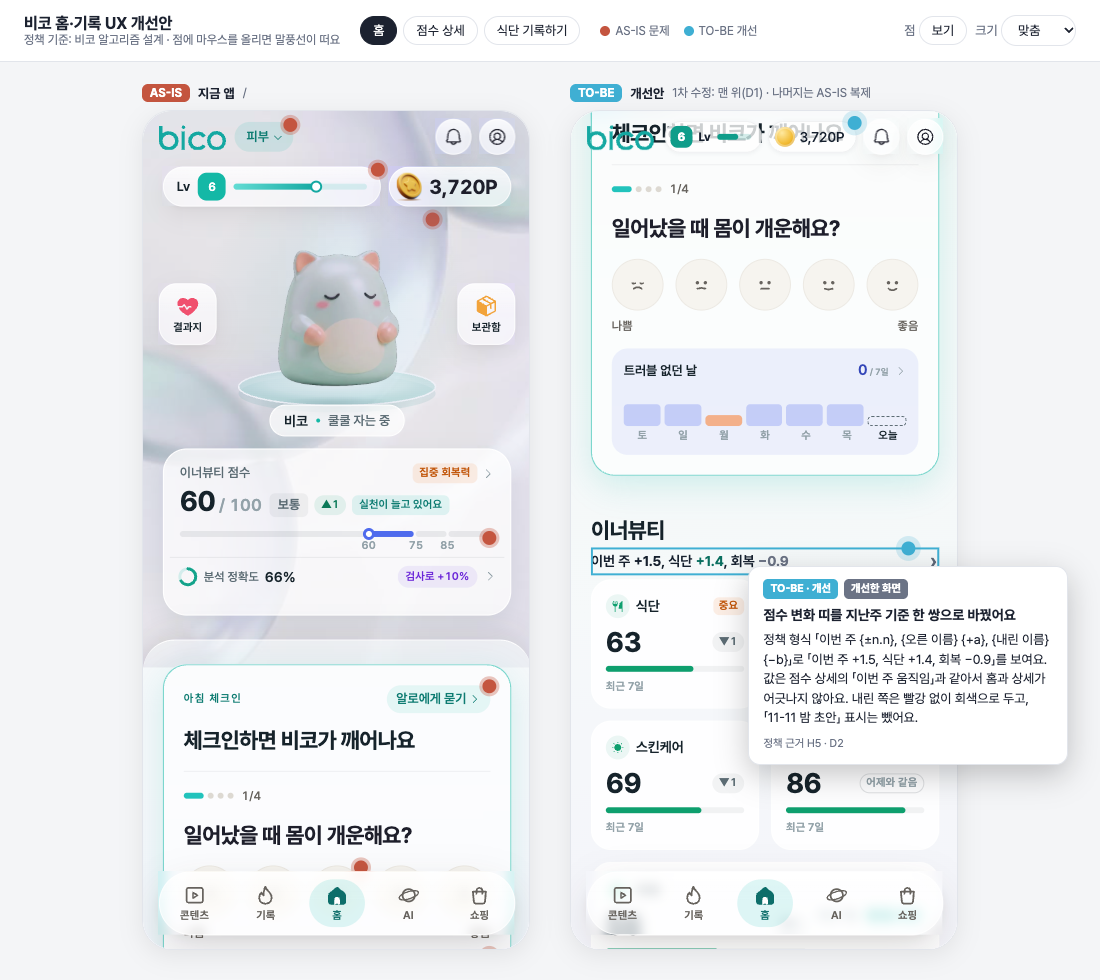 비코 홈·기록 UX 개선안
정책 기준: 비코 알고리즘 설계 · 점에 마우스를 올리면 말풍선이 떠요
홈
점수 상세
식단 기록하기
AS-IS 문제
TO-BE 개선
점
보기
크기
맞춤
AS-IS 지금 앱 /
bico
피부
Lv 6
3,720P
결과지
보관함
비코 • 쿨쿨 자는 중
이너뷰티 점수
집중 회복력
60 / 100 보통 ▲1 실천이 늘고 있어요
60 75 85
분석 정확도 66%
검사로 +10%
아침 체크인
알로에게 묻기
체크인하면 비코가 깨어나요
1/4
일어났을 때 몸이 개운해요?
콘텐츠
기록
홈
AI
쇼핑
TO-BE 개선안 1차 수정: 맨 위(D1) · 나머지는 AS-IS 복제
bico
6 Lv
3,720P
1/4
일어났을 때 몸이 개운해요?
나쁨
좋음
트러블 없던 날
0 / 7일
토 일 월 화 수 목 오늘
이너뷰티
이번 주 +1.5, 식단 +1.4, 회복 −0.9
식단
중요
63
▼1
최근 7일
스킨케어
69
▼1
최근 7일
86
어제와 같음
최근 7일
TO-BE · 개선
개선한 화면
점수 변화 띠를 지난주 기준 한 쌍으로 바꿨어요
정책 형식 「이번 주 {±n.n}, {오른 이름} {+a}, {내린 이름}
{−b}」로 「이번 주 +1.5, 식단 +1.4, 회복 −0.9」를 보여요.
값은 점수 상세의 「이번 주 움직임」과 같아서 홈과 상세가
어긋나지 않아요. 내린 쪽은 빨강 없이 회색으로 두고,
「11-11 밤 초안」 표시는 뺐어요.
정책 근거 H5 · D2
콘텐츠
기록
홈
AI
쇼핑